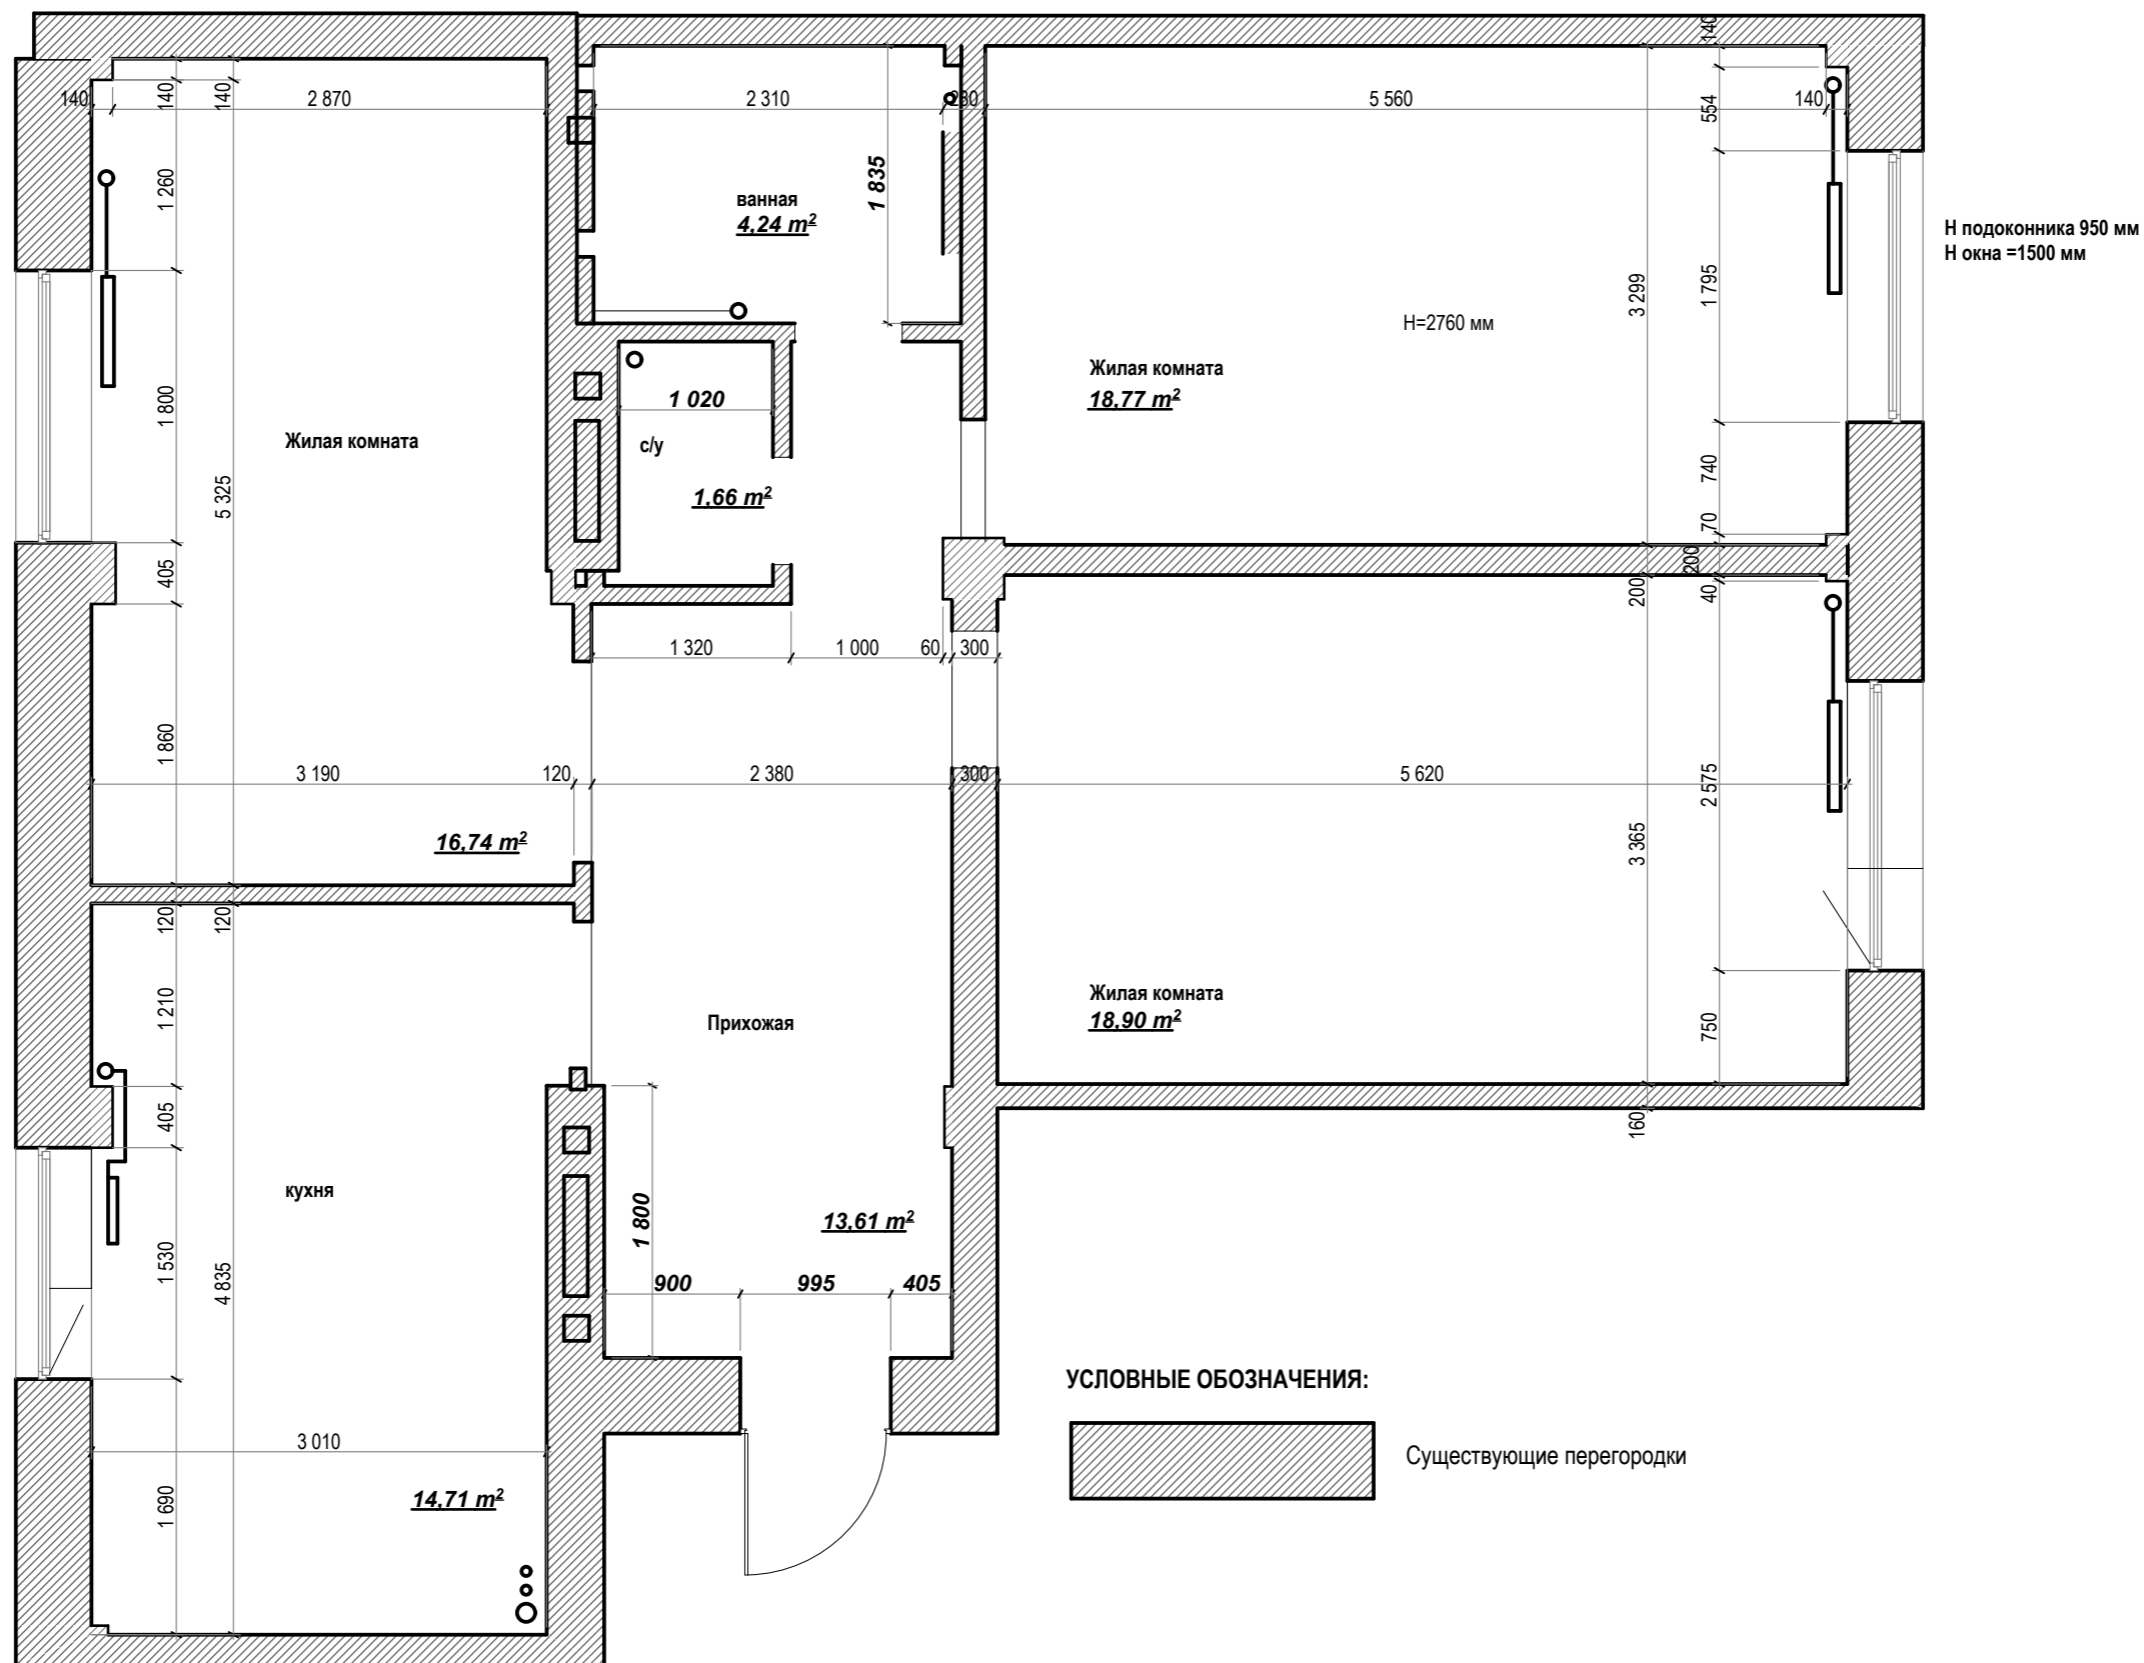 140
140
140
140
2 870
2 310
280
5 560
140
140
554
1 260
1 835
ванная
4,24 m²
Н подоконника 950 мм
Н окна =1500 мм
3 299
1 795
H=2760 мм
Жилая комната
18,77 m²
1 800
1 020
Жилая комната
с/у
5 325
1,66 m²
740
70
405
200
200
40
1 320
1 000
60
300
1 860
3 190
120
2 380
300
5 620
2 575
3 365
16,74 m²
120
120
1 210
Жилая комната
18,90 m²
Прихожая
750
405
160
кухня
1 800
13,61 m²
1 530
4 835
900
995
405
УСЛОВНЫЕ ОБОЗНАЧЕНИЯ:
3 010
Существующие перегородки
14,71 m²
1 690